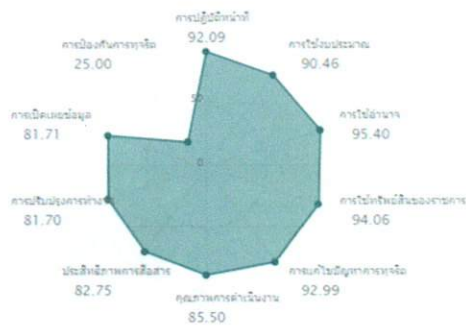 การปฏิบัติหน้าที่
92.09
การป้องกันการทุจริต
25.00
การใช้งบประมาณ
90.46
50
การเปิดเผยข้อมูล
81.71
การใช้อำนาจ
95.40
0
การปรับปรุงการทำงาน
81.70
การใช้ทรัพย์สินของราชการ
94.06
ประสิทธิภาพการสื่อสาร
82.75
การแก้ไขปัญหาการทุจริต
92.99
คุณภาพการดำเนินงาน
85.50